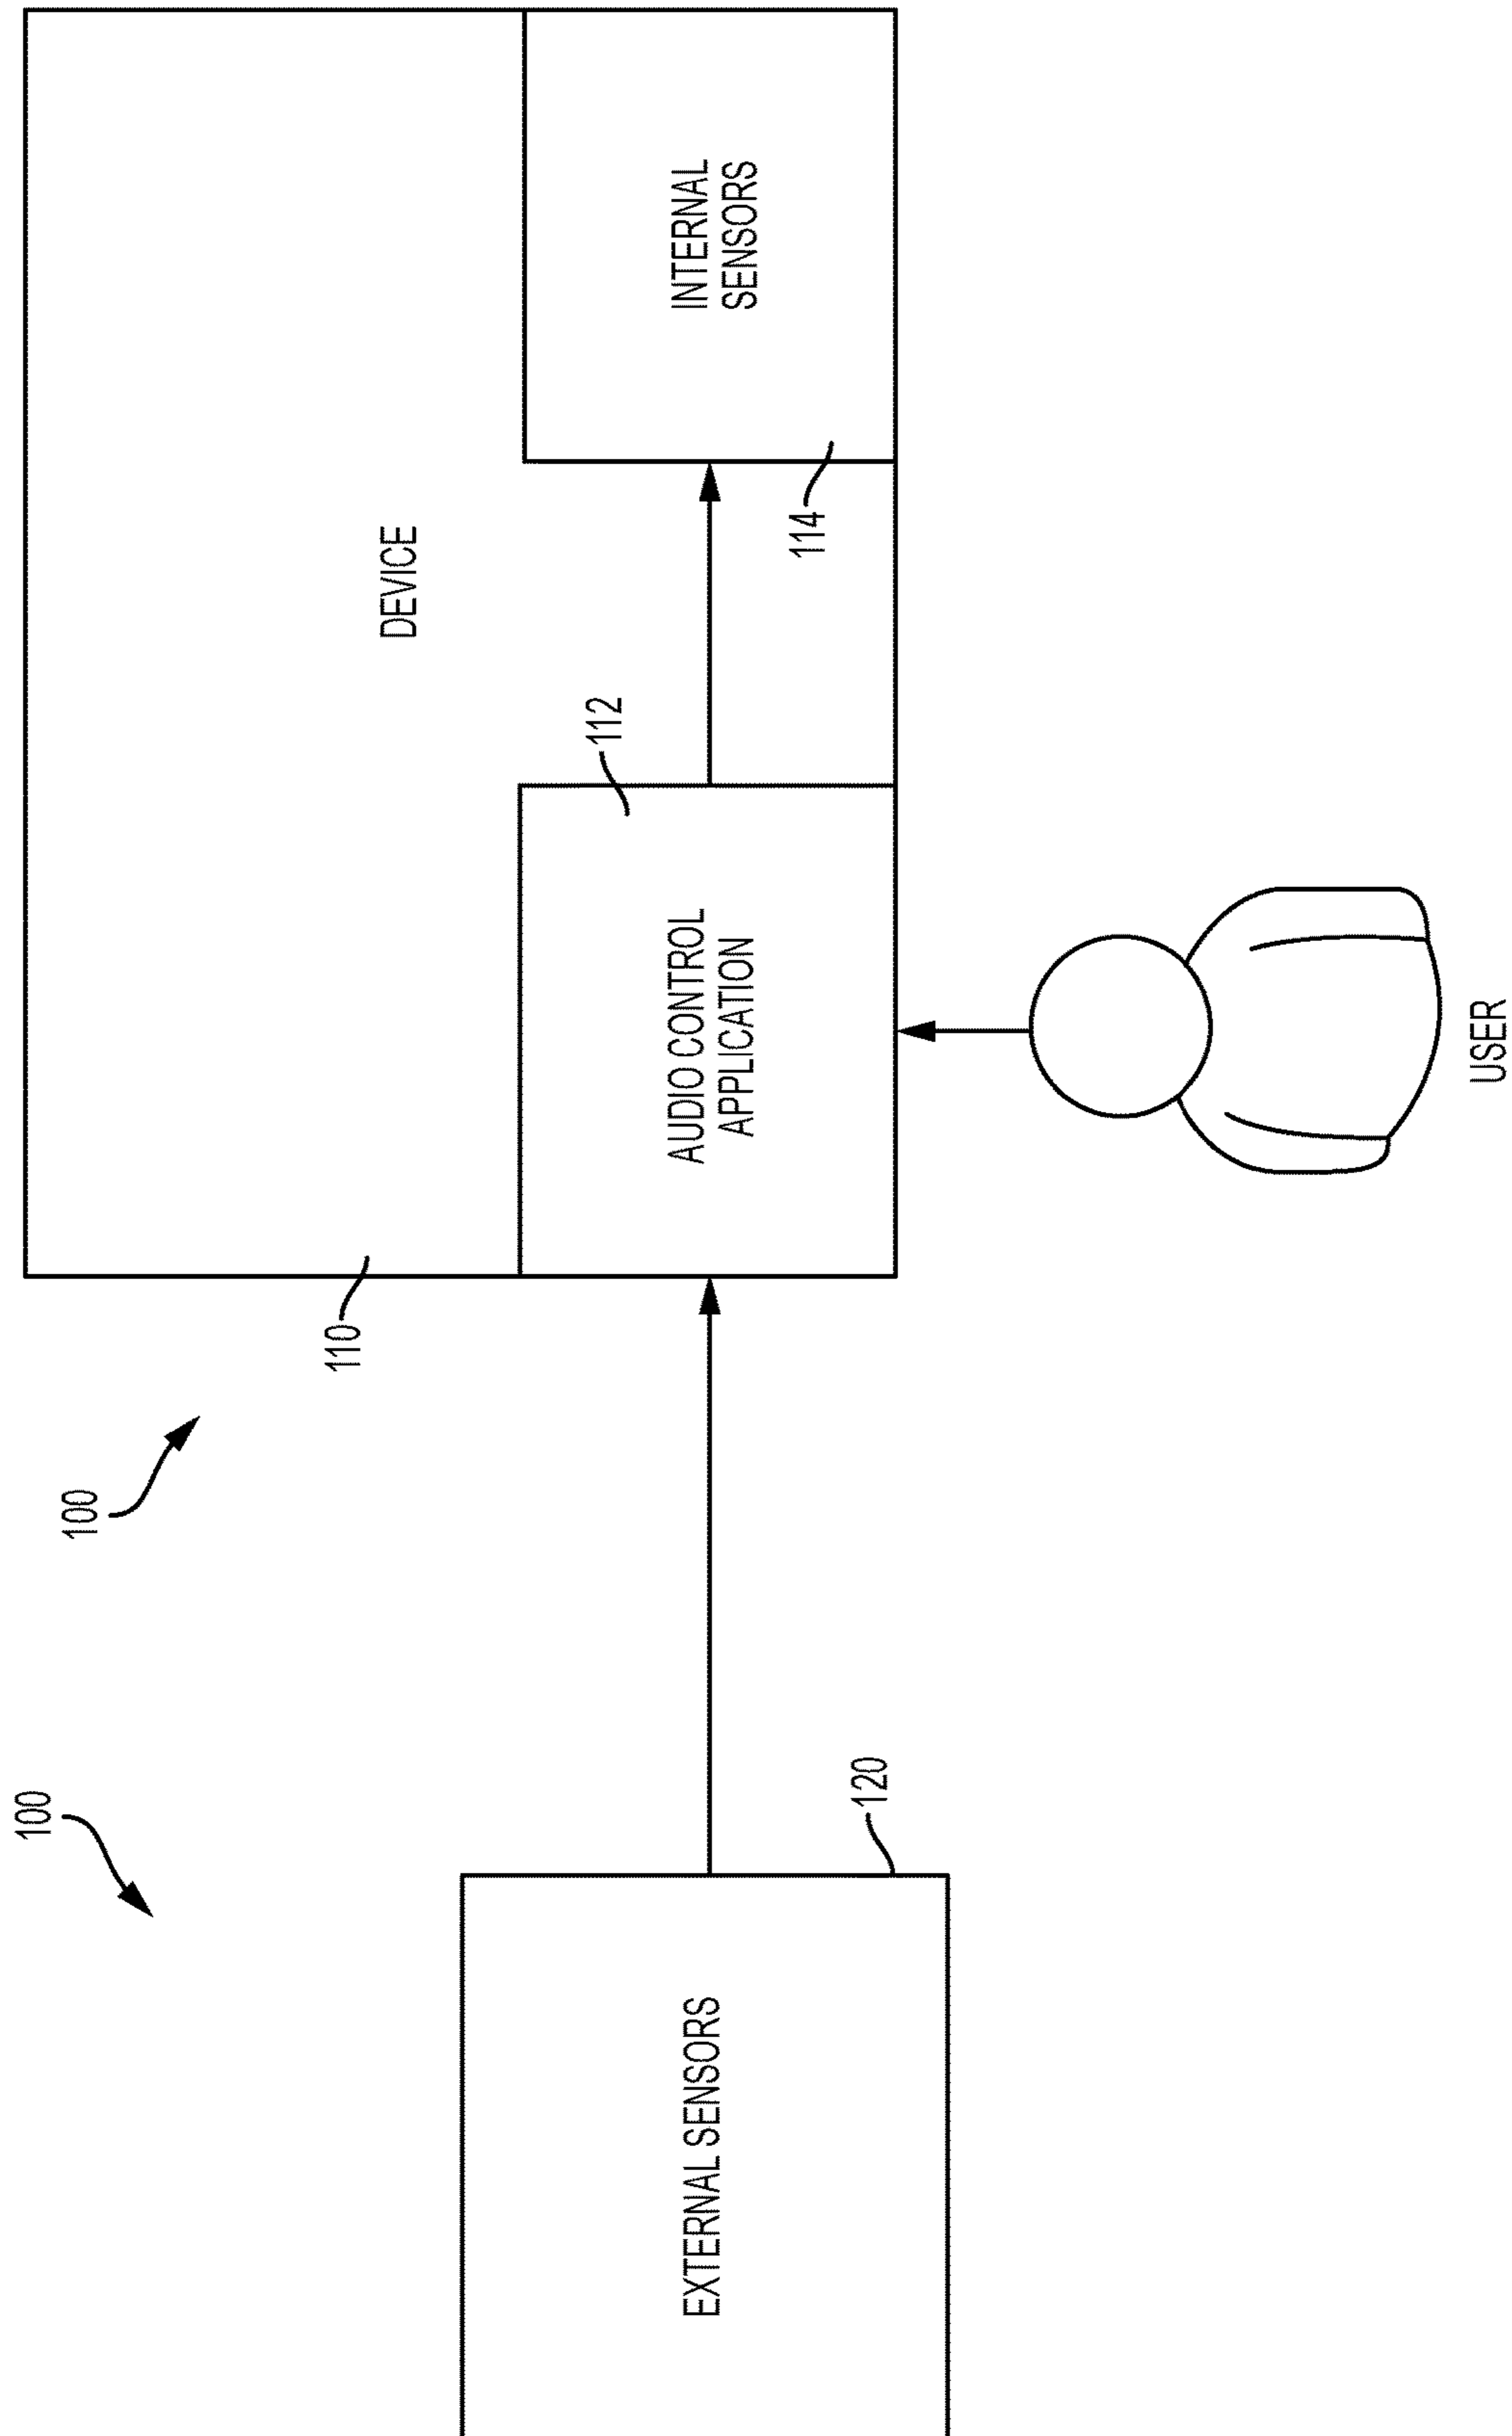 100
100
110
DEVICE
112
EXTERNAL SENSORS
AUDIO CONTROL
APPLICATION
INTERNAL
SENSORS
114
120
USER